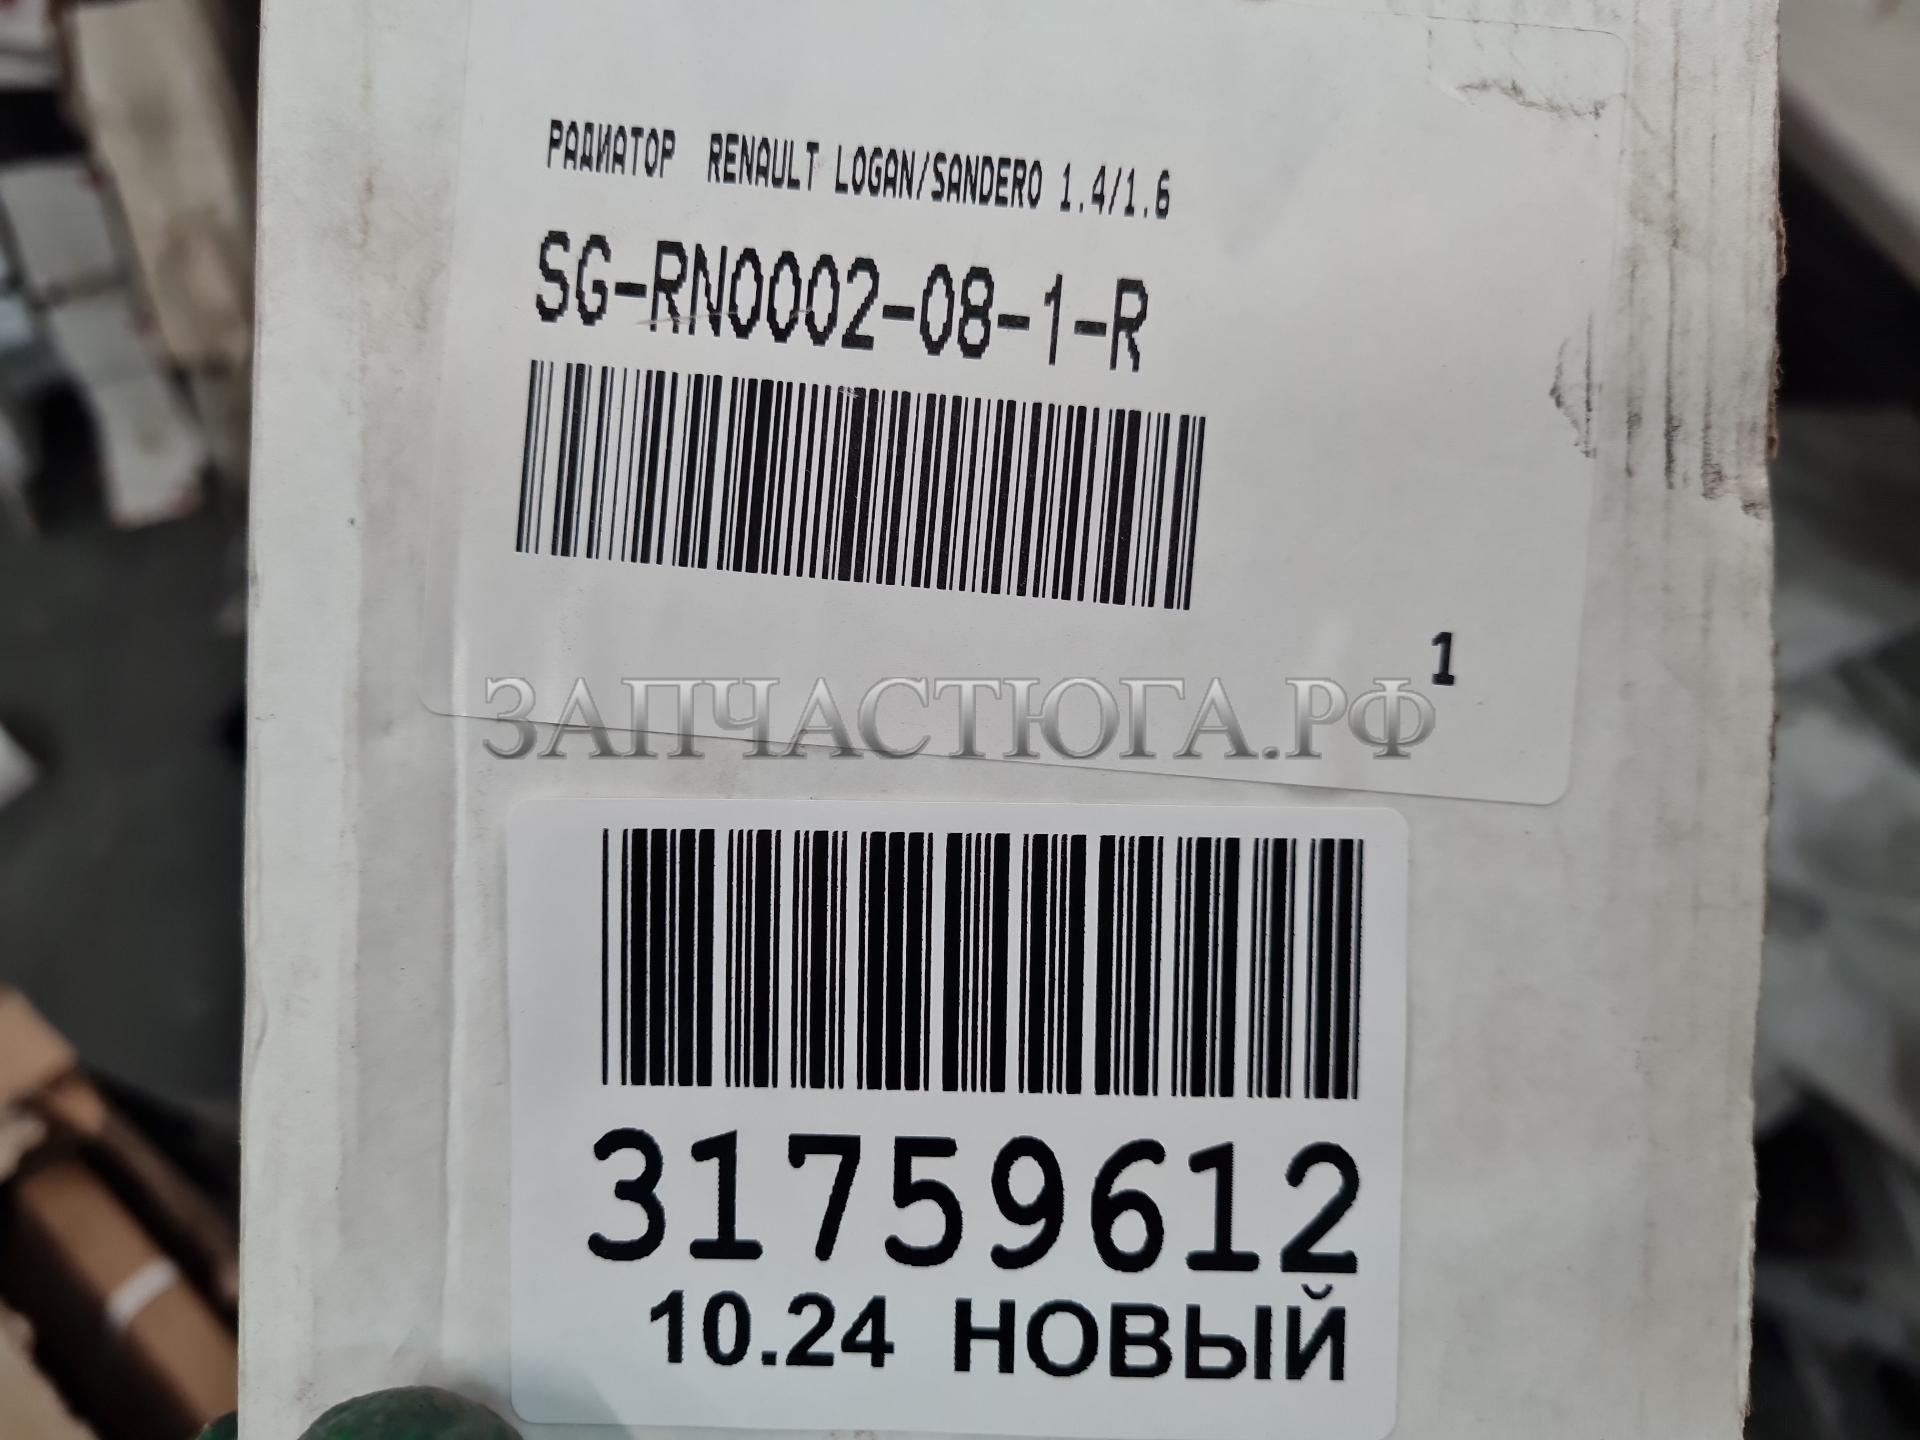 РАДИАТОР RENAULT LOGAN/SANDERO 1.4/1.6
SG-RN0002-08-1-R
1
ЗАПЧАСТЮГА.РФ
31759612
10.24 НОВЫЙ